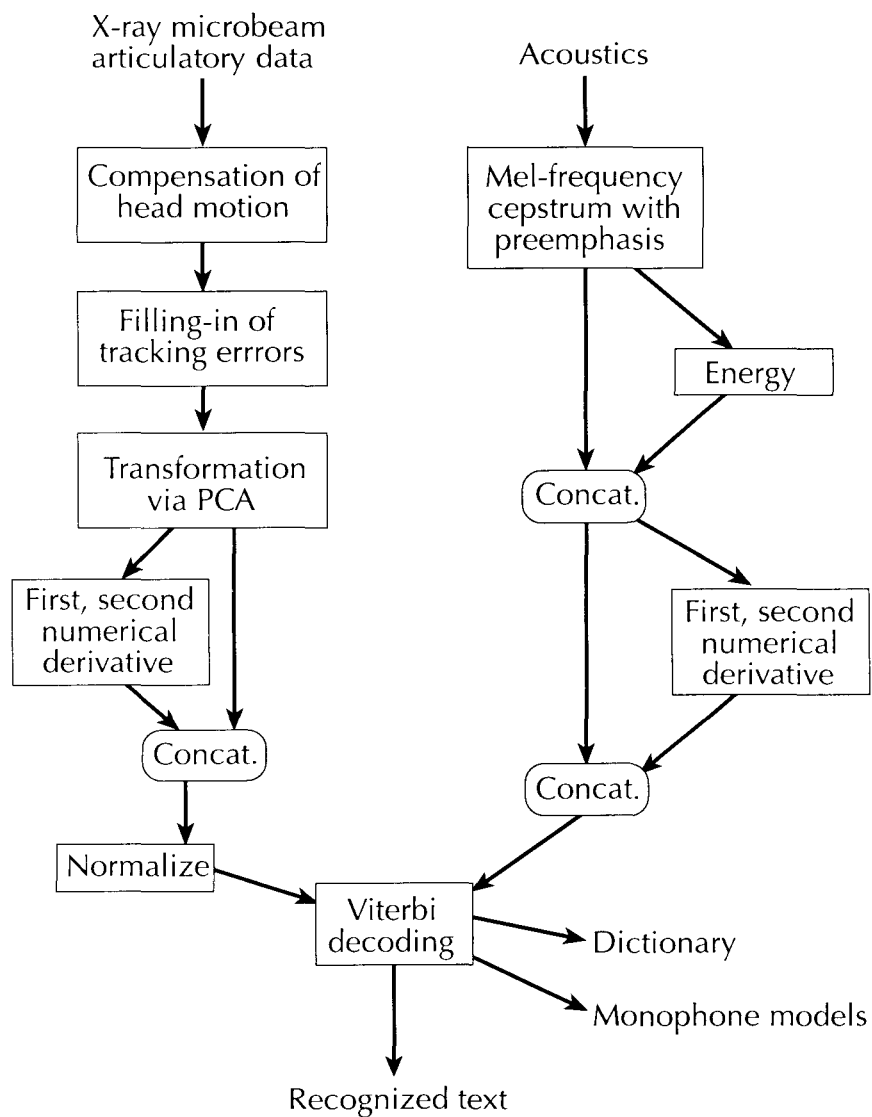 X-ray microbeam
articulatory data
Compensation of
head motion
Filling-in of
tracking errrors
Transformation
via PCA
First, second
numerical
derivative
Concat.
Normalize
Acoustics
Mel-frequency
cepstrum with
preemphasis
Energy
Concat.
First, second
numerical
derivative
Concat.
Viterbi
decoding
Dictionary
Monophone models
Recognized text